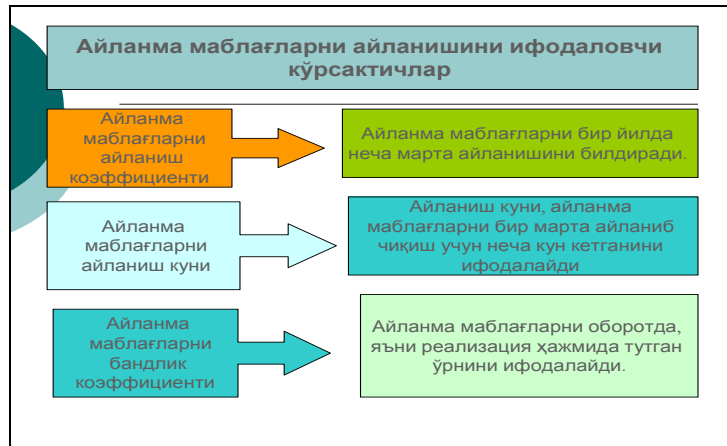 Айланма маблағларни айланишини ифодаловчи
кўрсактичлар
Айланма
маблағларни
айланиш
коэффициенти
Айланма маблағларни бир йилда
неча марта айланишини билдиради.
Айланма
маблағларни
айланиш куни
Айланиш куни, айланма
маблағларни бир марта айланиб
чиқиш учун неча кун кетганини
ифодалайди
Айланма
маблағларни
бандлик
коэффициенти
Айланма маблағларни оборотда,
яъни реализация ҳажмида тутган
ўрнини ифодалайди.